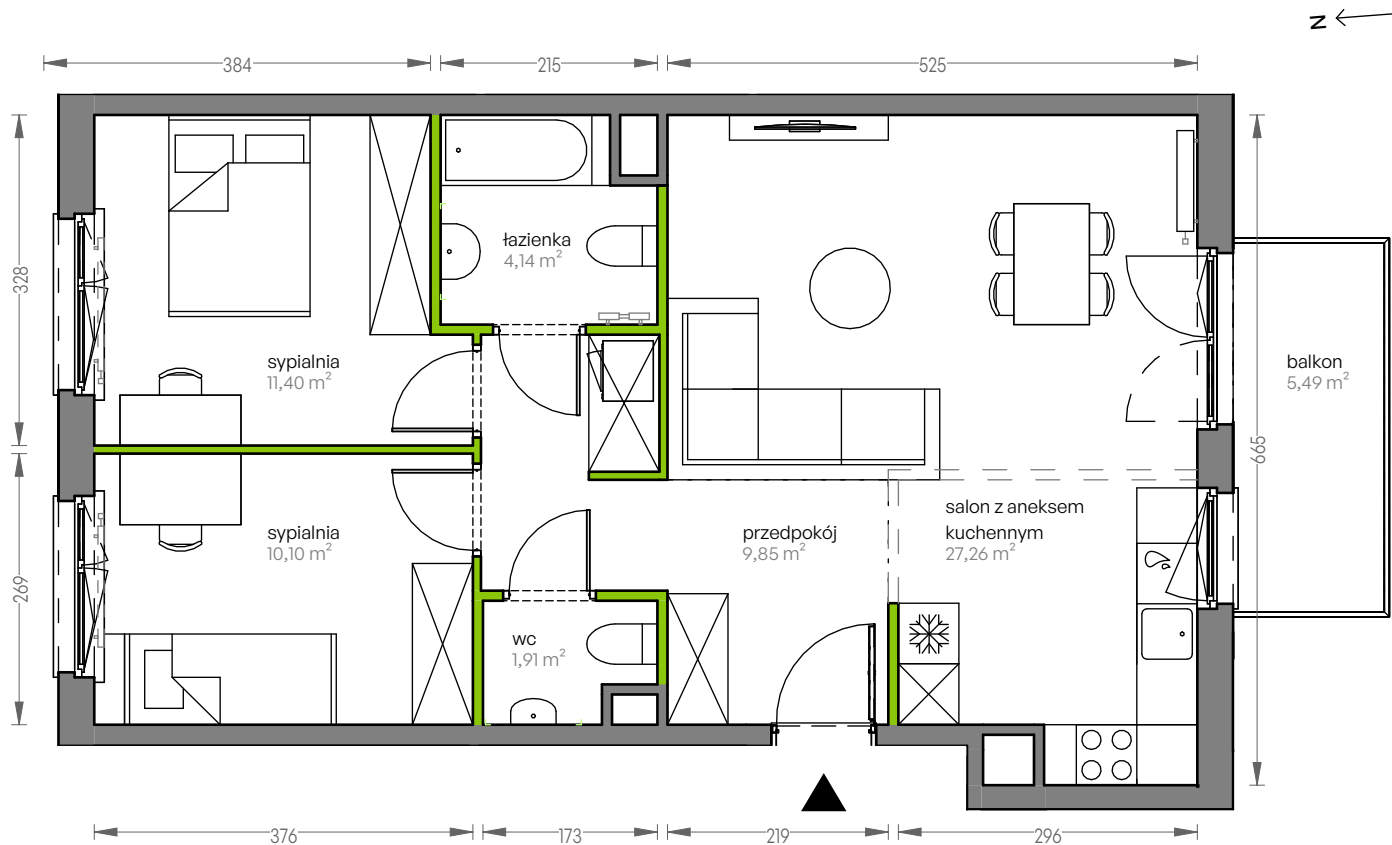 N
384
215
525
328
łazienka
4,14 m²
sypialnia
11,40 m²
balkon
5,49 m²
665
269
sypialnia
10,10 m²
przedpokój
9,85 m²
salon z aneksem
kuchennym
27,26 m²
wc
1,91 m²
376
173
219
296